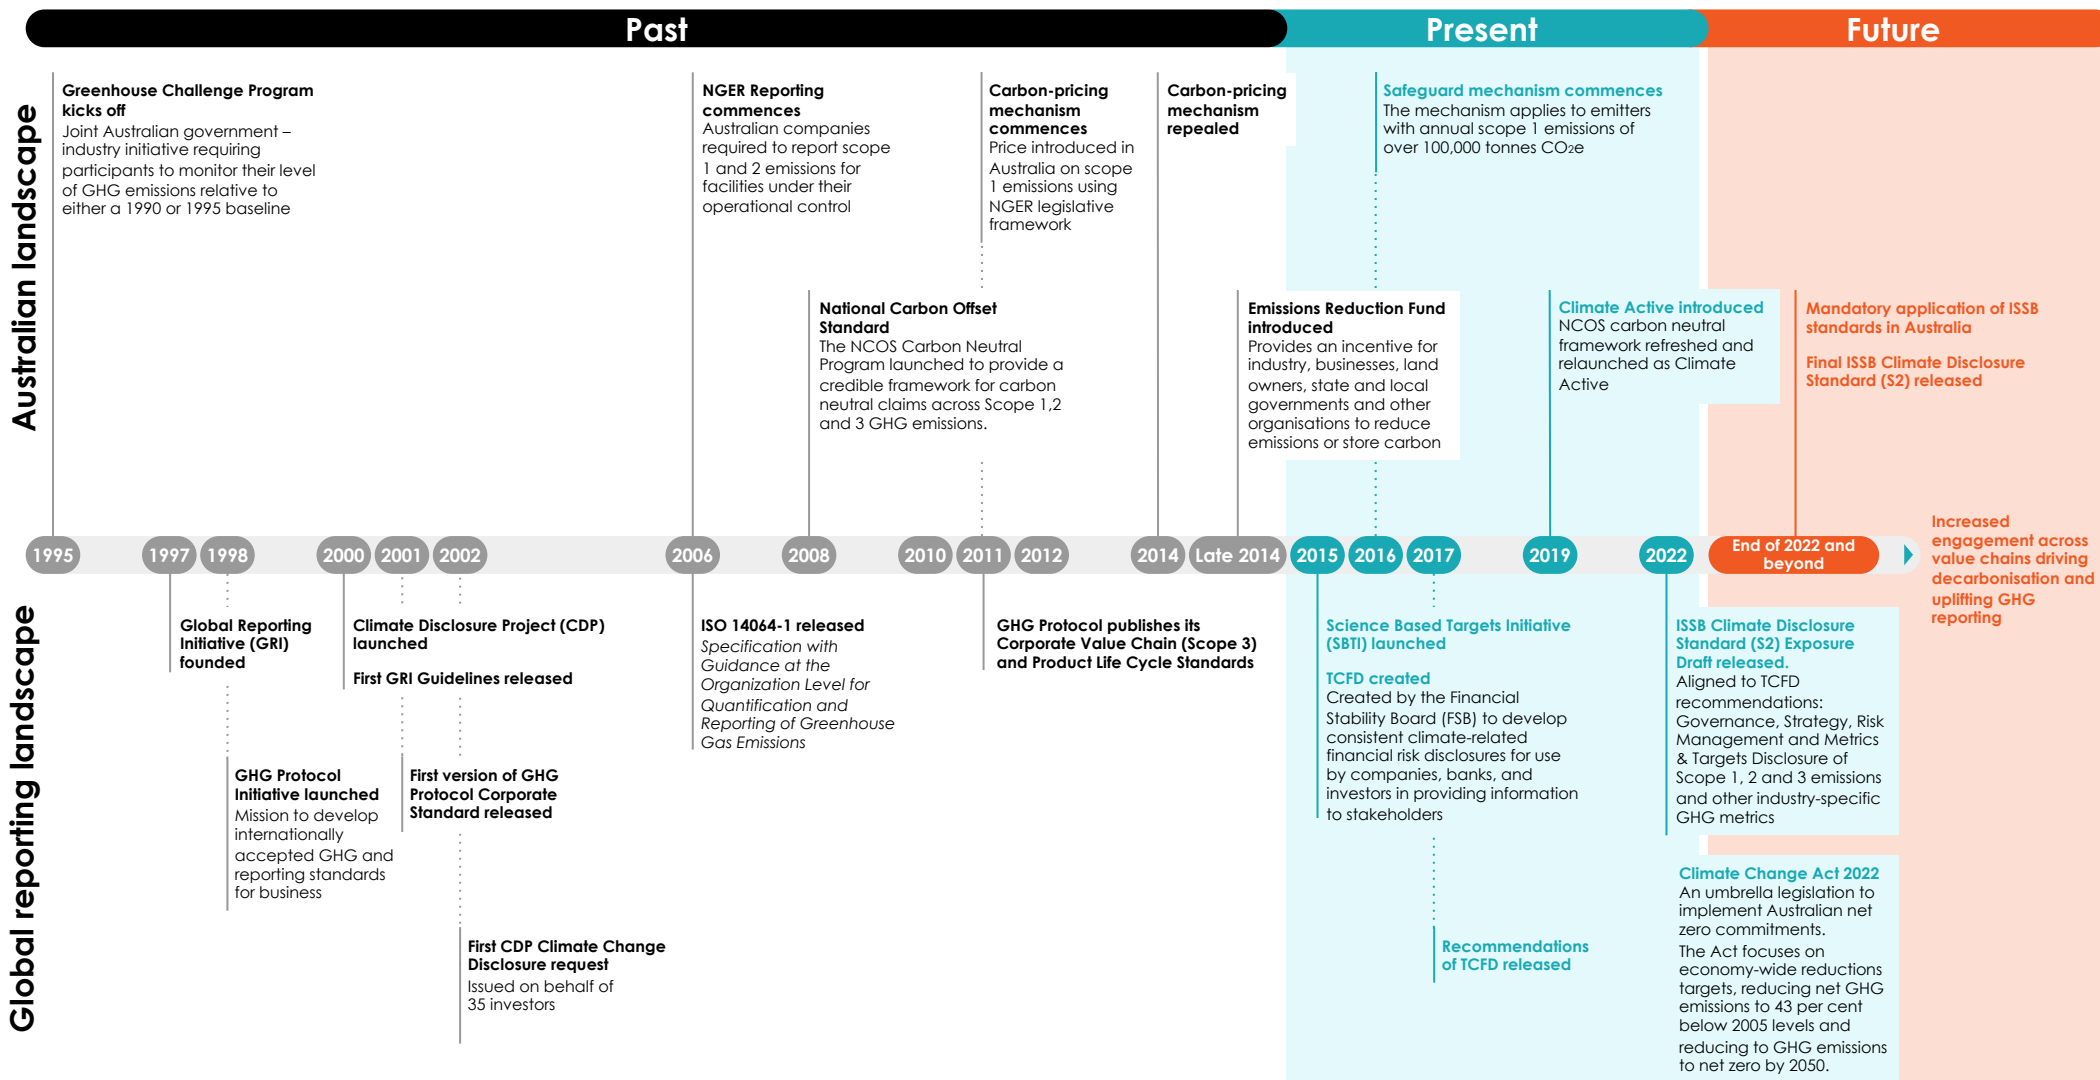 Past
Present
Future
Australian landscape
Greenhouse Challenge Program
kicks off
Joint Australian government –
industry initiative requiring
participants to monitor their level
of GHG emissions relative to
either a 1990 or 1995 baseline
NGER Reporting
commences
Australian companies
required to report scope
1 and 2 emissions for
facilities under their
operational control
Carbon-pricing
mechanism
commences
Price introduced in
Australia on scope
1 emissions using
NGER legislative
framework
Carbon-pricing
mechanism
repealed
Safeguard mechanism commences
The mechanism applies to emitters
with annual scope 1 emissions of
over 100,000 tonnes CO2e
National Carbon Offset
Standard
The NCOS Carbon Neutral
Program launched to provide a
credible framework for carbon
neutral claims across Scope 1,2
and 3 GHG emissions.
Emissions Reduction Fund
introduced
Provides an incentive for
industry, businesses, land
owners, state and local
governments and other
organisations to reduce
emissions or store carbon
Climate Active introduced
NCOS carbon neutral
framework refreshed and
relaunched as Climate
Active
Mandatory application of ISSB
standards in Australia
Final ISSB Climate Disclosure
Standard (S2) released
1995
1997
1998
2000
2001
2002
2006
2008
2010
2011
2012
2014
Late 2014
2015
2016
2017
2019
2022
End of 2022 and
beyond
Increased
engagement across
value chains driving
decarbonisation and
uplifting GHG
reporting
Global reporting landscape
Global Reporting
Initiative (GRI)
founded
Climate Disclosure Project (CDP)
launched
First GRI Guidelines released
ISO 14064-1 released
Specification with
Guidance at the
Organization Level for
Quantification and
Reporting of Greenhouse
Gas Emissions
GHG Protocol publishes its
Corporate Value Chain (Scope 3)
and Product Life Cycle Standards
Science Based Targets Initiative
(SBTI) launched
TCFD created
Created by the Financial
Stability Board (FSB) to develop
consistent climate-related
financial risk disclosures for use
by companies, banks, and
investors in providing information
to stakeholders
ISSB Climate Disclosure
Standard (S2) Exposure
Draft released.
Aligned to TCFD
recommendations:
Governance, Strategy, Risk
Management and Metrics
& Targets Disclosure of
Scope 1, 2 and 3 emissions
and other industry-specific
GHG metrics
GHG Protocol
Initiative launched
Mission to develop
internationally
accepted GHG and
reporting standards
for business
First version of GHG
Protocol Corporate
Standard released
First CDP Climate Change
Disclosure request
Issued on behalf of
35 investors
Recommendations
of TCFD released
Climate Change Act 2022
An umbrella legislation to
implement Australian net
zero commitments.
The Act focuses on
economy-wide reductions
targets, reducing net GHG
emissions to 43 per cent
below 2005 levels and
reducing to GHG emissions
to net zero by 2050.